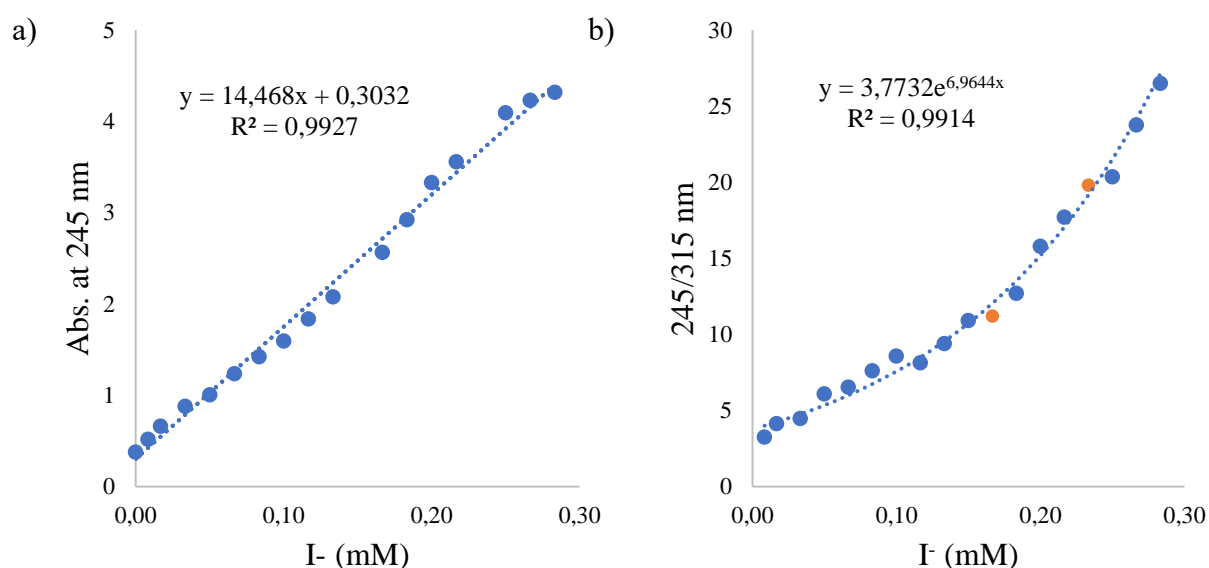 a)
y = 14,468x + 0,3032
R² = 0,9927
Abs. at 245 nm
5
4
3
2
1
0
0,00 0,10 0,20 0,30
I- (mM)
b)
y = 3,7732e^6,9644x
R² = 0,9914
245/315 nm
30
25
20
15
10
5
0
0,00 0,10 0,20 0,30
I⁻ (mM)